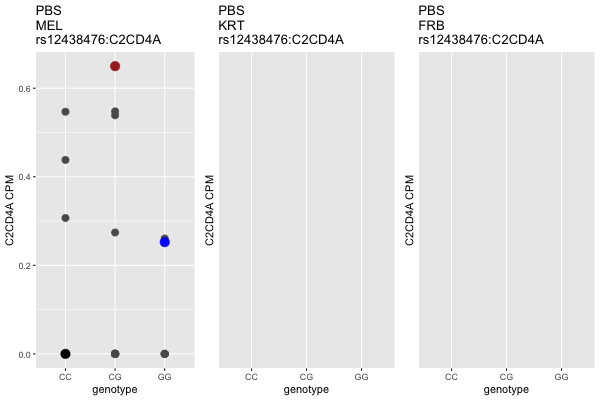 PBS
MEL
rs12438476:C2CD4A
PBS
KRT
rs12438476:C2CD4A
PBS
FRB
rs12438476:C2CD4A
C2CD4A CPM
0.6
0.4
0.2
0.0
CC CG GG
genotype
C2CD4A CPM
CC CG GG
genotype
C2CD4A CPM
CC CG GG
genotype